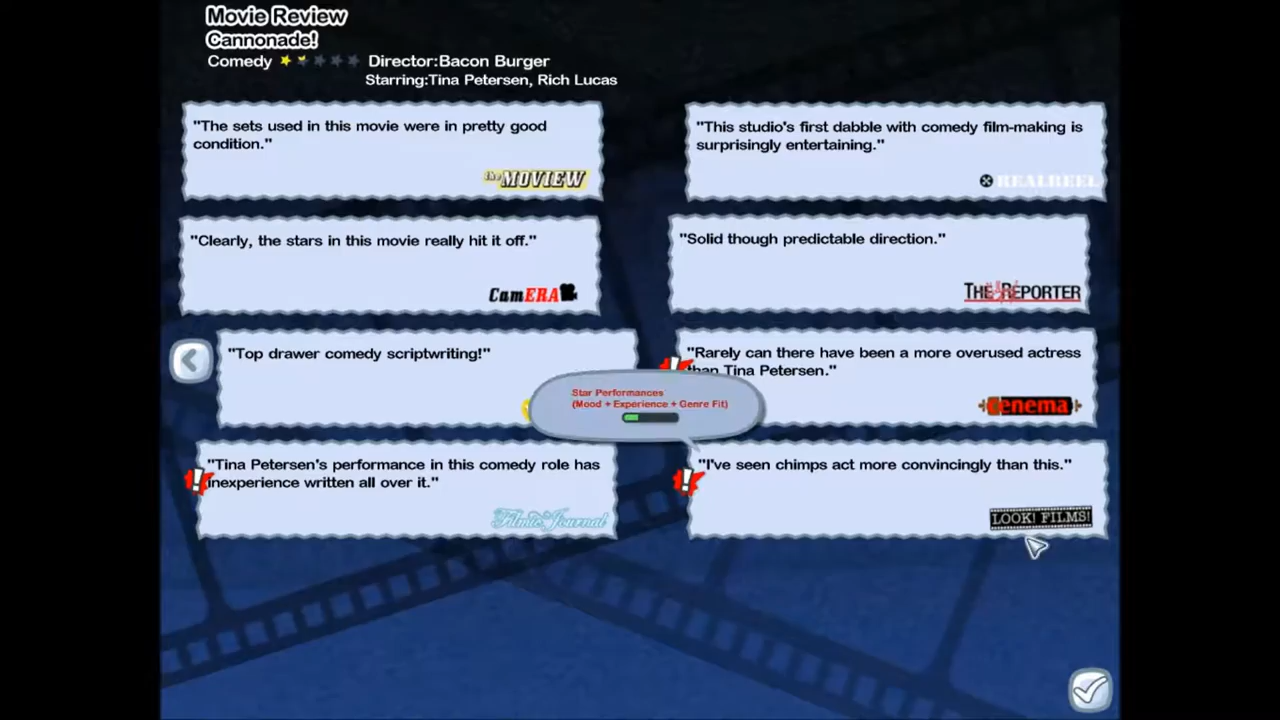 Movie Review
Cannonade!
Comedy
Director:Bacon Burger
Starring:Tina Petersen, Rich Lucas
"The sets used in this movie were in pretty good
condition."
the MOVIEW
"This studio's first dabble with comedy film-making is
surprisingly entertaining."
REALREEL
"Clearly, the stars in this movie really hit it off."
CamERA
"Solid though predictable direction."
THE REPORTER
"Top drawer comedy scriptwriting!"
"Rarely can there have been a more overused actress
than Tina Petersen."
Cenema
Star Performances
(Mood + Experience + Genre Fit)
"Tina Petersen's performance in this comedy role has
inexperience written all over it."
Filmic Journal
"I've seen chimps act more convincingly than this."
LOOK! FILMS!